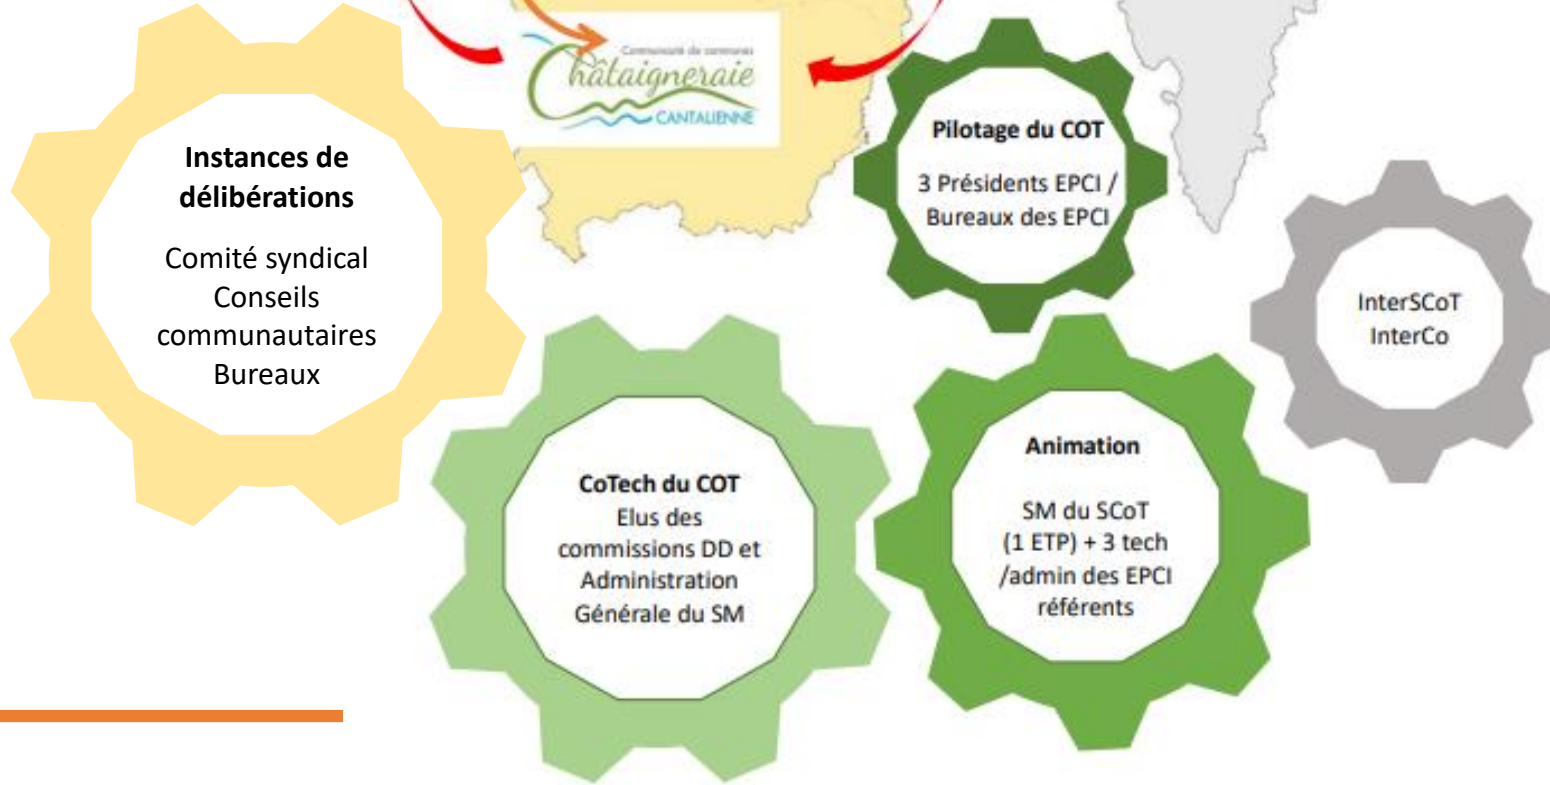 Communauté de communes
Châtaigneraie
CANTALIENNE
Instances de
délibérations
Comité syndical
Conseils
communautaires
Bureaux
Pilotage du COT
3 Présidents EPCI /
Bureaux des EPCI
InterSCoT
InterCo
CoTech du COT
Elus des
commissions DD et
Administration
Générale du SM
Animation
SM du SCoT
(1 ETP) + 3 tech
/admin des EPCI
référents